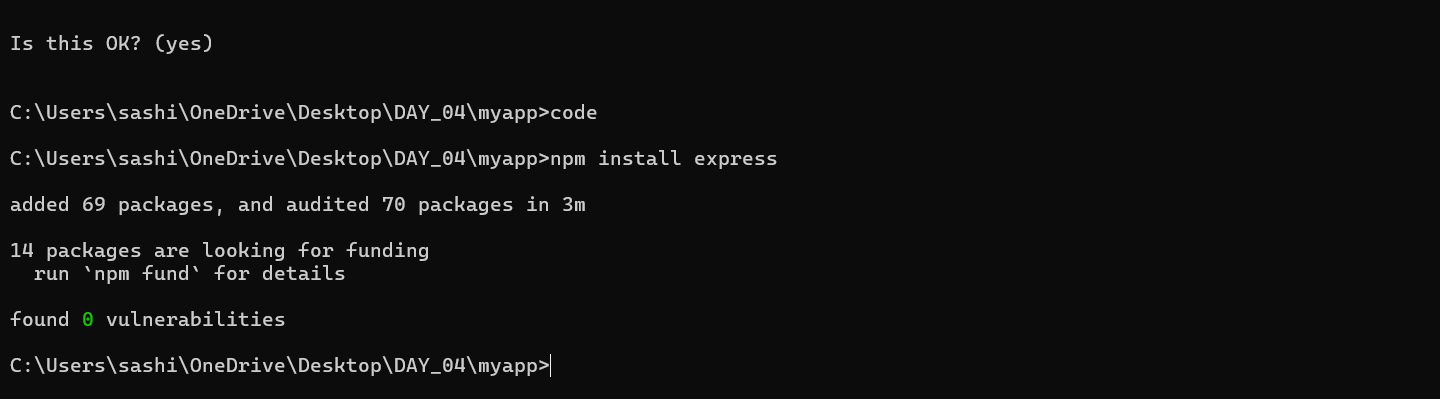 Is this OK? (yes)
C:\Users\sashi\OneDrive\Desktop\DAY_04\myapp>code
C:\Users\sashi\OneDrive\Desktop\DAY_04\myapp>npm install express
added 69 packages, and audited 70 packages in 3m
14 packages are looking for funding
  run `npm fund` for details
found 0 vulnerabilities
C:\Users\sashi\OneDrive\Desktop\DAY_04\myapp>